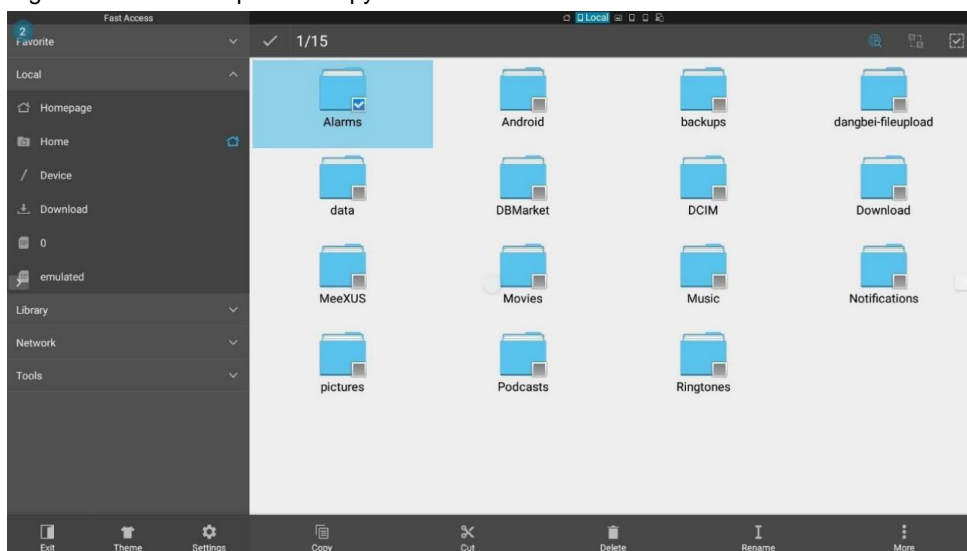 Fast Access
Local
2
Favorite
1/15
Local
Homepage
Home
Device
Download
0
emulated
Library
Network
Tools
Alarms
Android
backups
dangbei-fileupload
data
DBMarket
DCIM
Download
MeeXUS
Movies
Music
Notifications
pictures
Podcasts
Ringtones
Exit
Theme
Settings
Copy
Cut
Delete
Rename
More